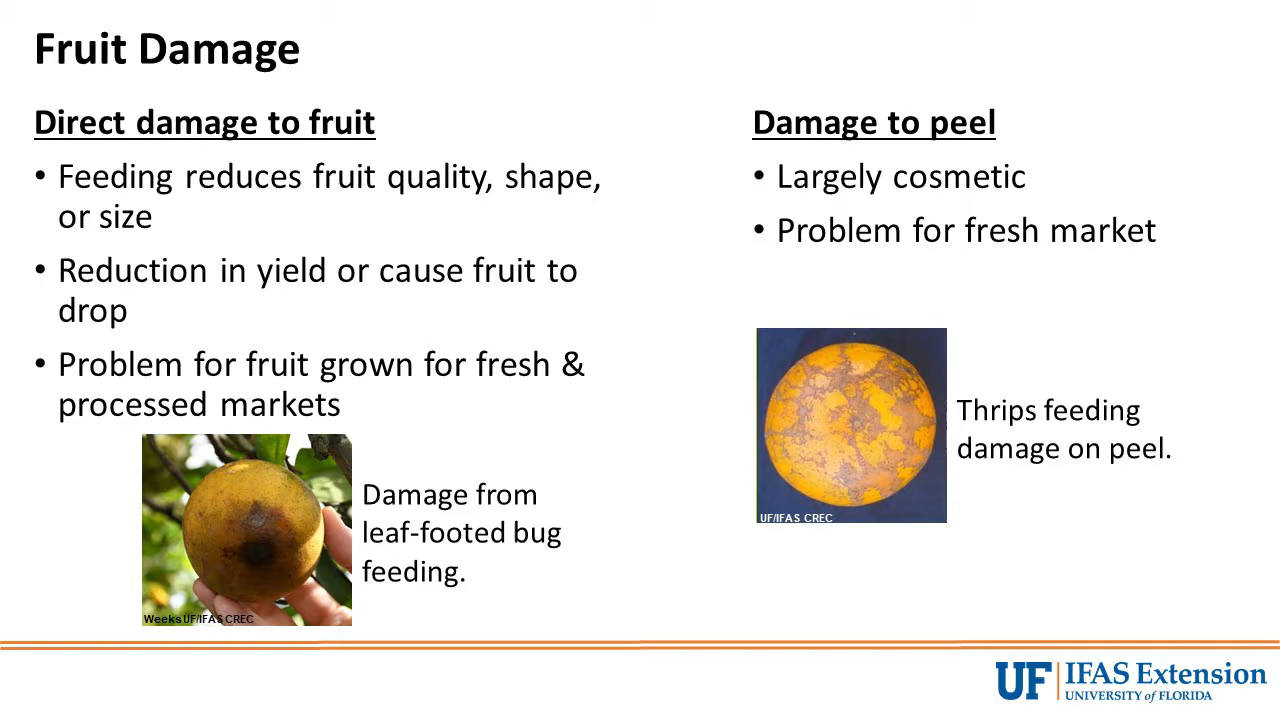 Fruit Damage
Direct damage to fruit
• Feeding reduces fruit quality, shape,
or size
• Reduction in yield or cause fruit to
drop
• Problem for fruit grown for fresh &
processed markets
Weeks UF/IFAS CREC
Damage from
leaf-footed bug
feeding.
Damage to peel
• Largely cosmetic
• Problem for fresh market
UF/IFAS CREC
Thrips feeding
damage on peel.
UF IFAS Extension
UNIVERSITY of FLORIDA